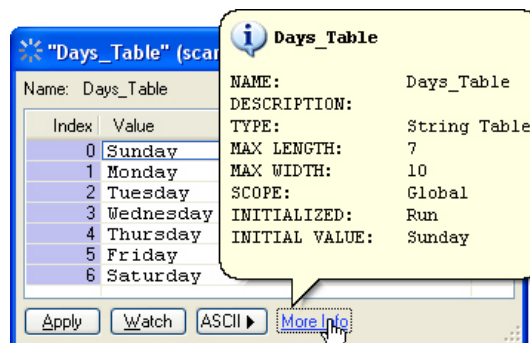 "Days_Table" (scan
Name: Days_Table
Index Value
0 Sunday
1 Monday
2 Tuesday
3 Wednesday
4 Thursday
5 Friday
6 Saturday
Apply Watch ASCII More Info
Days_Table
NAME: Days_Table
DESCRIPTION:
TYPE: String Table
MAX LENGTH: 7
MAX WIDTH: 10
SCOPE: Global
INITIALIZED: Run
INITIAL VALUE: Sunday